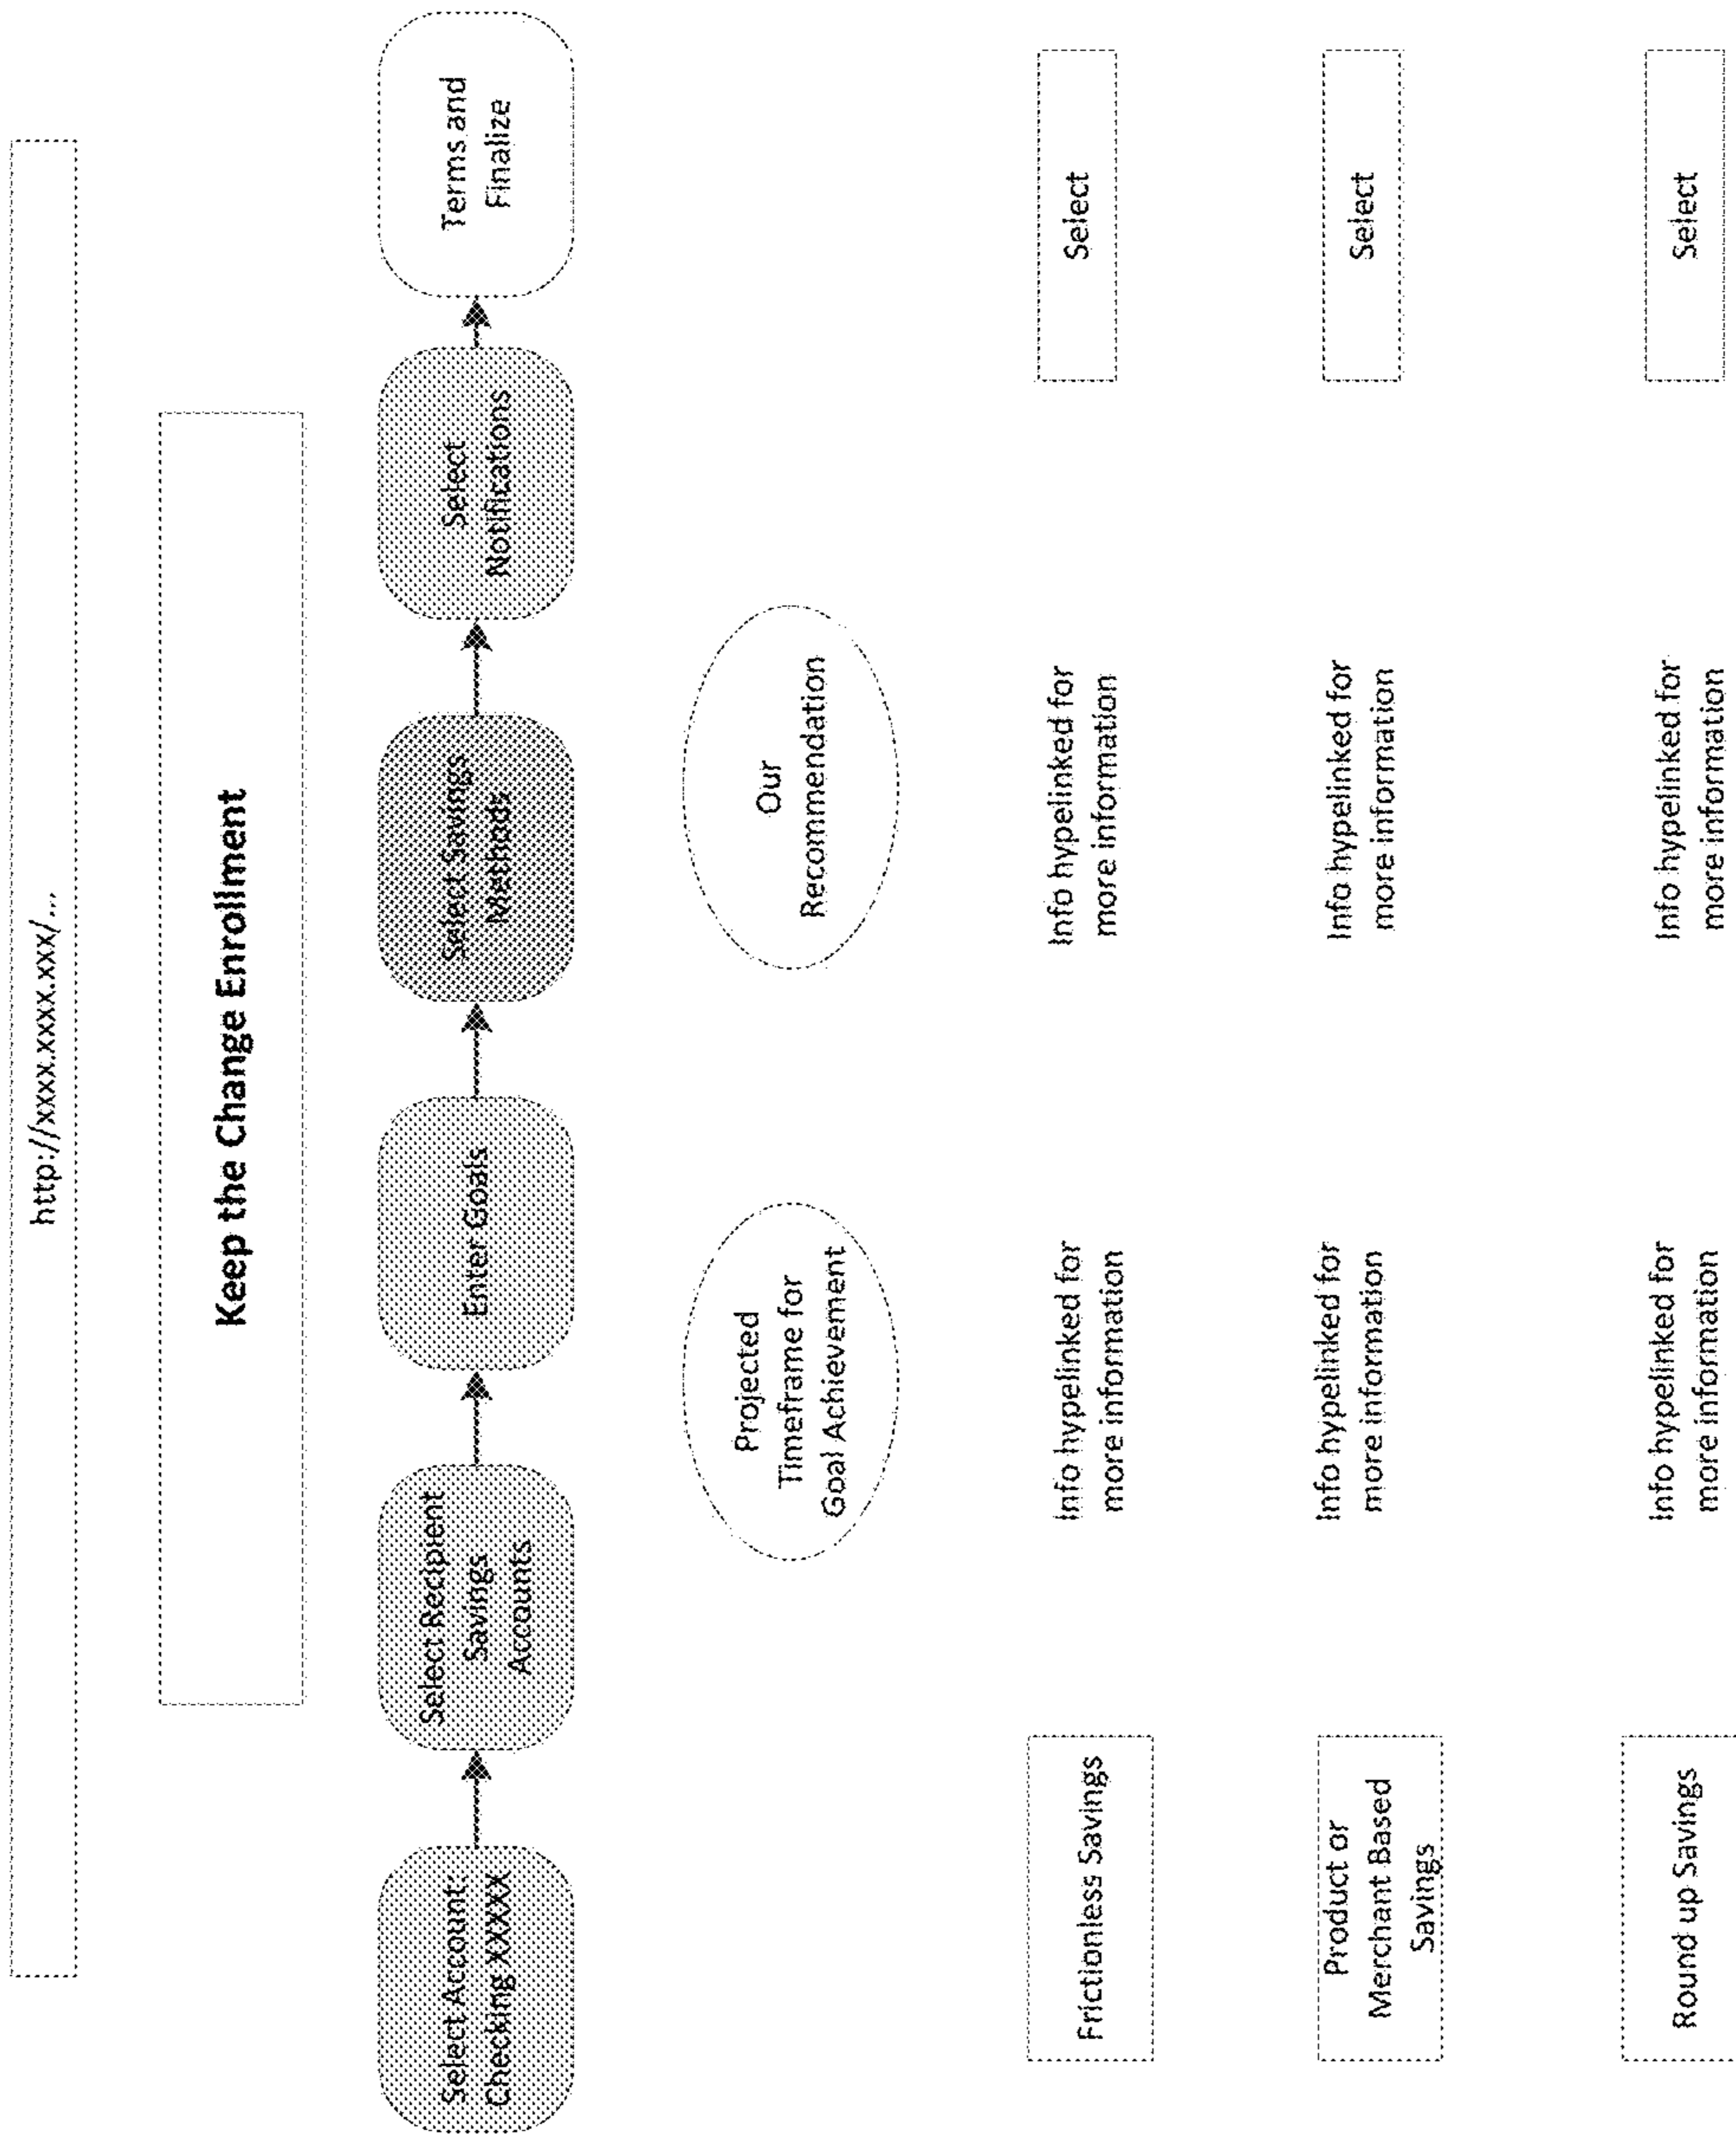 http://xxxx.xxxx.xxx/...
Keep the Change Enrollment
Select Account:
Checking XXXXX
Select Recipient
Savings
Accounts
Enter Goals
Select Savings
Methods
Select
Notifications
Terms and
Finalize
Projected
Timeframe for
Goal Achievement
Our
Recommendation
Frictionless Savings
Info hypelinked for
more information
Info hypelinked for
more information
Select
Product or
Merchant Based
Savings
Info hypelinked for
more information
Info hypelinked for
more information
Select
Round up Savings
Info hypelinked for
more information
Info hypelinked for
more information
Select